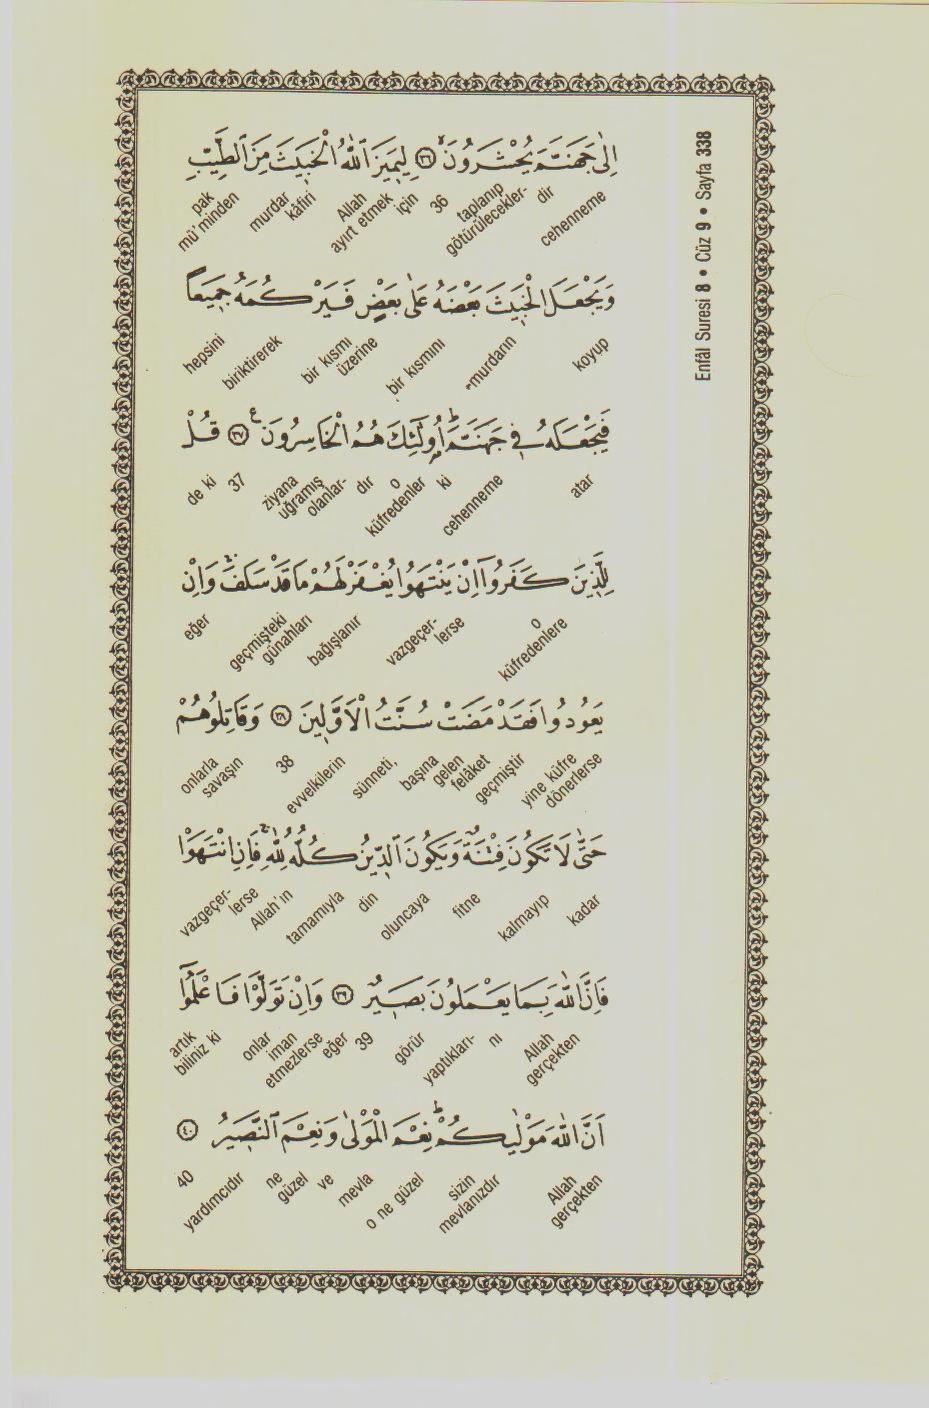 Enfâl Suresi 8 • Cüz 9 • Sayfa 338
اِلٰى جَهَنَّمَ يُحْشَرُونَۙ ﴿٣٦﴾ لِيَمِيزَ اللّٰهُ الْخَبِيثَ مِنَ الطَّيِّبِ
cehenneme dir taplanıp götürülecekler- 36 için ayırt etmek Allah murdar kâfiri pak mü'minden
وَيَجْعَلَ الْخَبِيثَ بَعْضَهُ عَلٰى بَعْضٍ فَيَرْكُمَهُ جَمِيعًا
koyup murdarın bir kısmını bir kısmı üzerine biriktirerek hepsini
فَيَجْعَلَهُ فِي جَهَنَّمَۜ اُولٰٓئِكَ هُمُ الْخَاسِرُونَ۟ ﴿٣٧﴾ قُلْ
atar cehenneme ki o küfredenler dır ziyana uğramış olanlar- 37 de ki
لِلَّذِينَ كَفَرُٓوا اِنْ يَنْتَهُوا يُغْفَرْ لَهُمْ مَا قَدْ سَلَفَۚ وَاِنْ
o küfredenlere vazgeçer- lerse bağışlanır geçmişteki günahları eğer
يَعُودُوا فَقَدْ مَضَتْ سُنَّتُ الْاَوَّلِينَ ﴿٣٨﴾ وَقَاتِلُوهُمْ
yine küfre dönerlerse geçmiştir başına gelen felâket sünneti, evvelkilerin 38 onlarla savaşın
حَتّٰى لَا تَكُونَ فِتْنَةٌ وَيَكُونَ الدِّينُ كُلُّهُ لِلّٰهِۚ فَاِنِ انْتَهَوْا
kadar kalmayıp fitne oluncaya din tamamıyla Allah'ın vazgeçer- lerse
فَاِنَّ اللّٰهَ بِمَا يَعْمَلُونَ بَصِيرٌ ﴿٣٩﴾ وَاِنْ تَوَلَّوْا فَاعْلَمُٓوا
Allah gerçekten nı yaptıkları- görür 39 eğer onlar iman etmezlerse artık biliniz ki
اَنَّ اللّٰهَ مَوْلٰيكُمْۜ نِعْمَ الْمَوْلٰى وَنِعْمَ النَّصِيرُ ﴿٤٠﴾
Allah gerçekten sizin mevlanızdır o ne güzel mevla ve ne güzel yardımcıdır 40